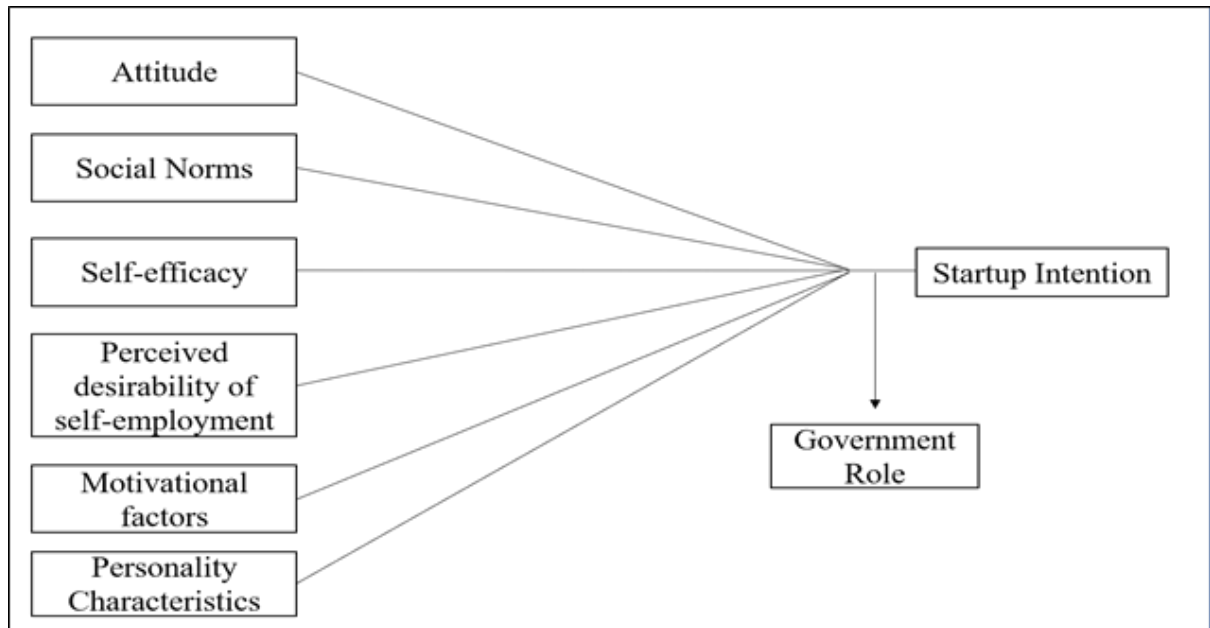 Attitude
Social Norms
Self-efficacy
Perceived
desirability of
self-employment
Motivational
factors
Personality
Characteristics
Startup Intention
Government
Role